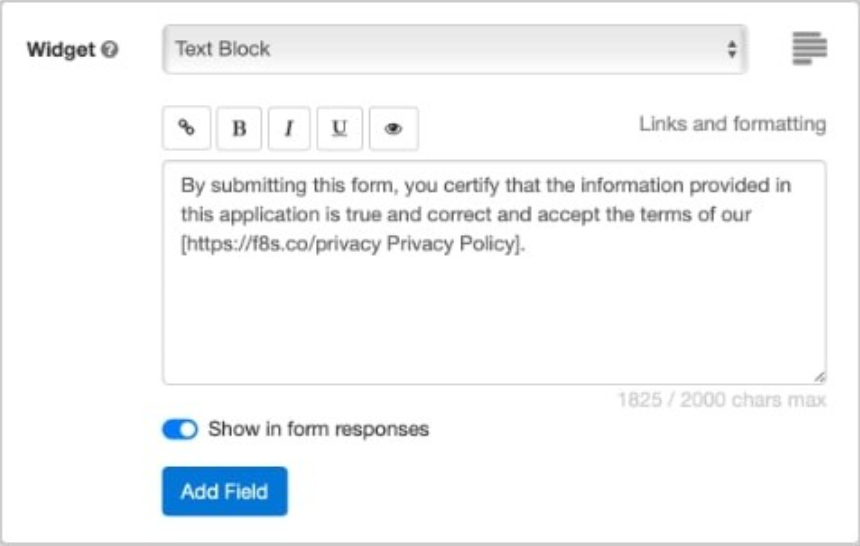 Widget
Text Block
B I U
Links and formatting
By submitting this form, you certify that the information provided in
this application is true and correct and accept the terms of our
[https://f8s.co/privacy Privacy Policy].
1825 / 2000 chars max
Show in form responses
Add Field